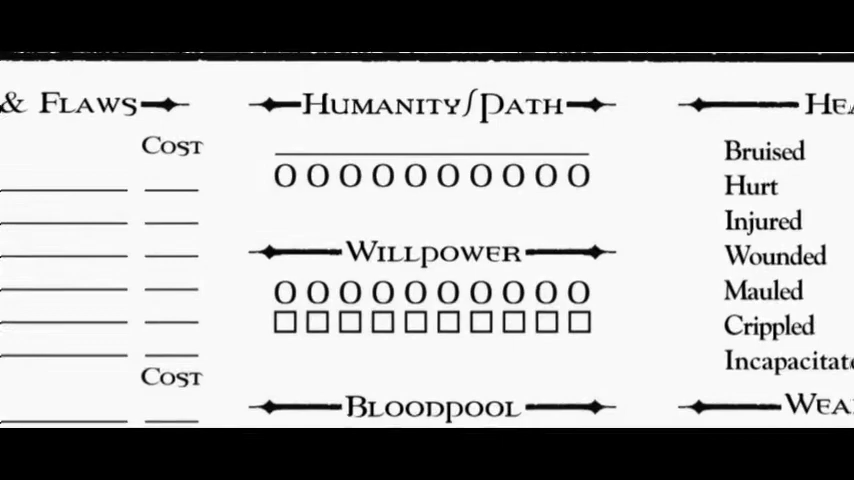 & Flaws
Cost
Cost
Humanity/Path
O O O O O O O O O O
Willpower
O O O O O O O O O O
□ □ □ □ □ □ □ □ □ □
Bloodpool
Bruised
Hurt
Injured
Wounded
Mauled
Crippled